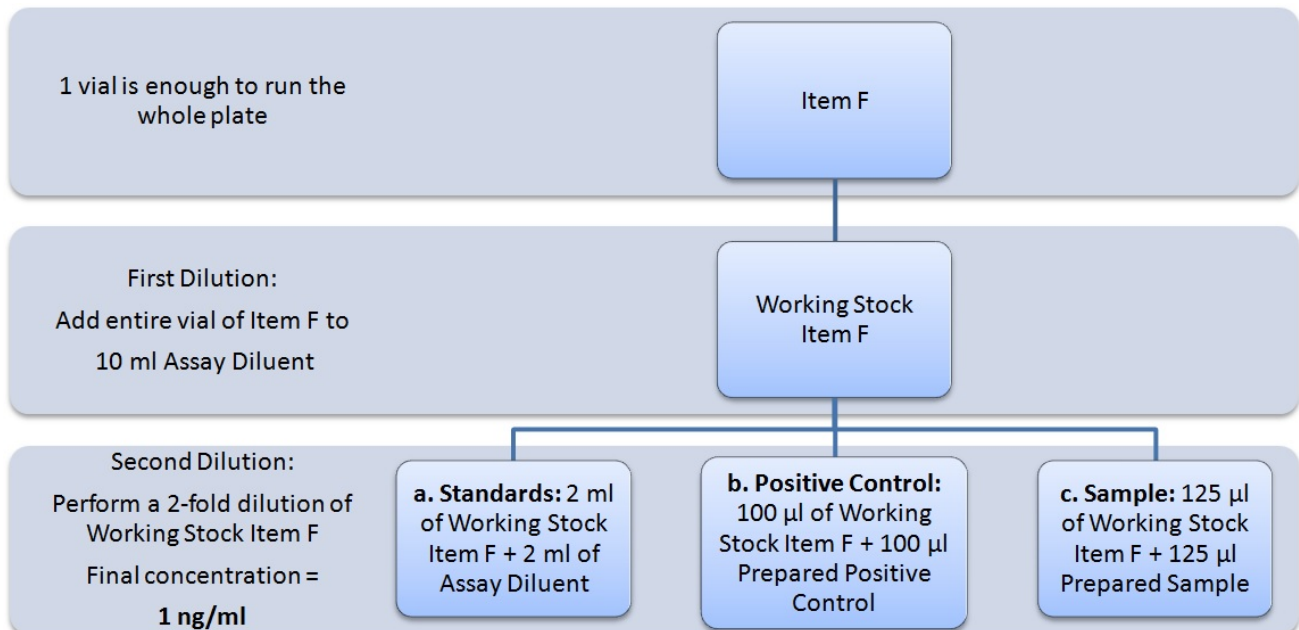 1 vial is enough to run the
whole plate
Item F
First Dilution:
Add entire vial of Item F to
10 ml Assay Diluent
Working Stock
Item F
Second Dilution:
Perform a 2-fold dilution of
Working Stock Item F
Final concentration =
1 ng/ml
a. Standards: 2 ml
of Working Stock
Item F + 2 ml of
Assay Diluent
b. Positive Control:
100 µl of Working
Stock Item F + 100 µl
Prepared Positive
Control
c. Sample: 125 µl
of Working Stock
Item F + 125 µl
Prepared Sample